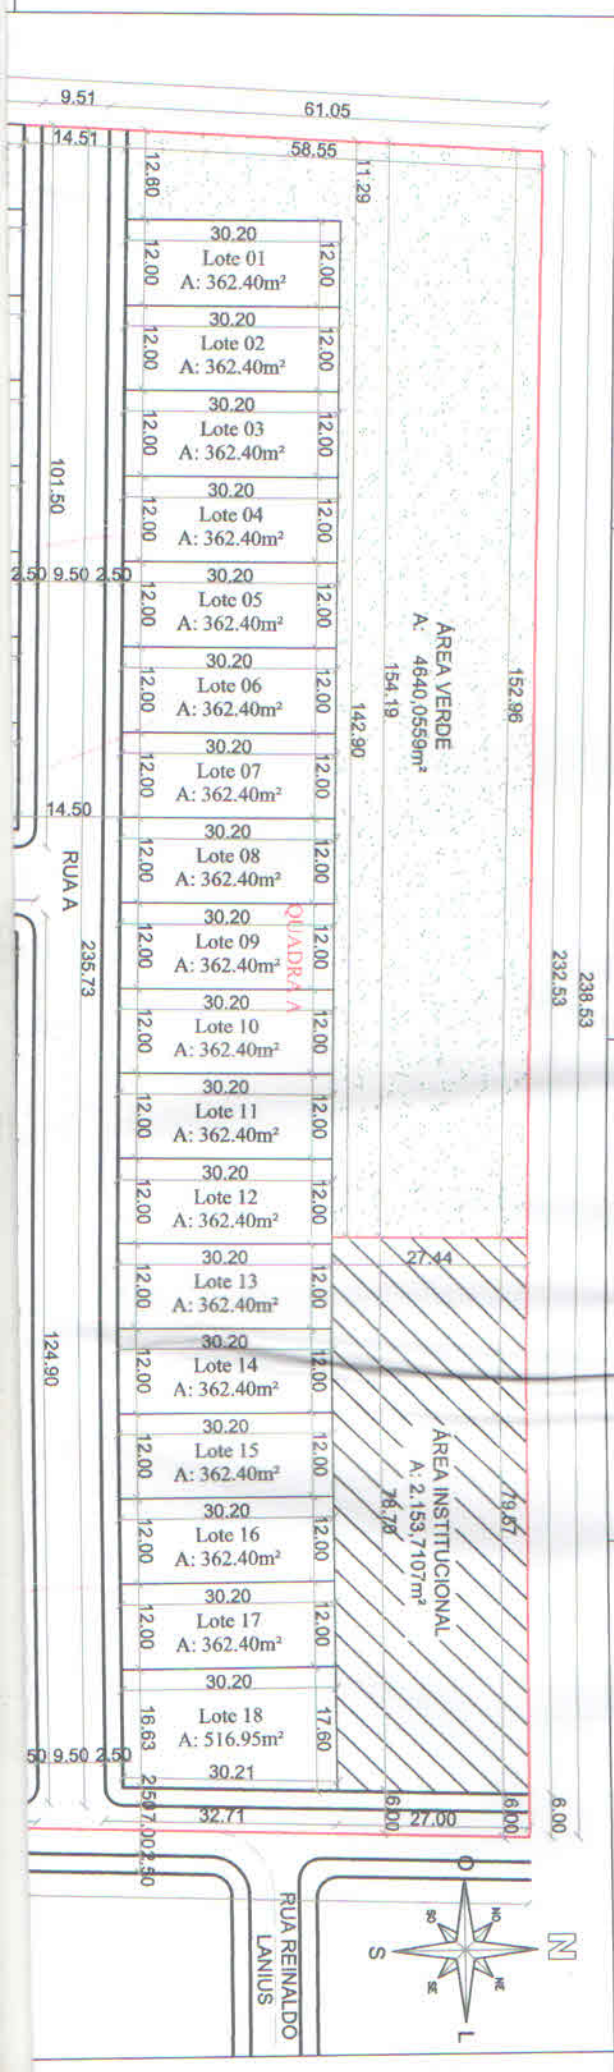 9.51
61.05
14.51
58.55
12.60
11.29
30.20
Lote 01
A: 362.40m²
12.00
12.00
30.20
Lote 02
A: 362.40m²
12.00
12.00
30.20
Lote 03
A: 362.40m²
12.00
12.00
30.20
Lote 04
A: 362.40m²
12.00
12.00
30.20
Lote 05
A: 362.40m²
12.00
12.00
30.20
Lote 06
A: 362.40m²
12.00
12.00
30.20
Lote 07
A: 362.40m²
12.00
12.00
30.20
Lote 08
A: 362.40m²
12.00
12.00
30.20
Lote 09
A: 362.40m²
12.00
12.00
30.20
Lote 10
A: 362.40m²
12.00
12.00
30.20
Lote 11
A: 362.40m²
12.00
12.00
30.20
Lote 12
A: 362.40m²
12.00
12.00
30.20
Lote 13
A: 362.40m²
12.00
12.00
30.20
Lote 14
A: 362.40m²
12.00
12.00
30.20
Lote 15
A: 362.40m²
12.00
12.00
30.20
Lote 16
A: 362.40m²
12.00
12.00
30.20
Lote 17
A: 362.40m²
12.00
12.00
30.20
Lote 18
A: 516.95m²
16.63
17.60
30.21
QUADRA A
101.50
2.50 9.50 2.50
14.50
RUA A
235.73
124.90
50 9.50 2.50
ÁREA VERDE
A: 4640,0559m²
152.96
154.19
142.90
232.53
238.53
27.44
ÁREA INSTITUCIONAL
A: 2.153,7107m²
79.57
32.71
27.00
6.00
6.00
6.00
2.50 7.00 2.50
RUA REINALDO
LANIUS
N
NO
NE
O
L
SO
SE
S